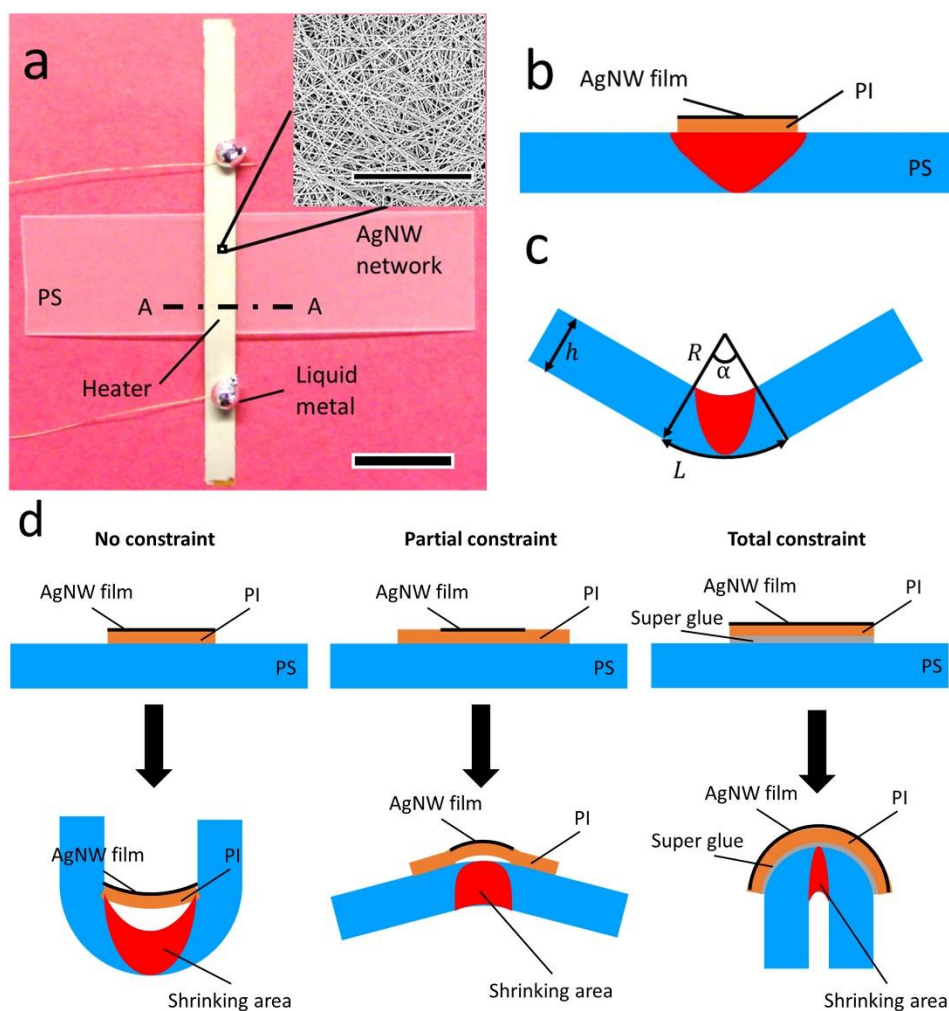 a
PS
A
A
AgNW
network
Heater
Liquid
metal
b
AgNW film
PI
PS
c
h
R
α
L
d
No constraint
AgNW film
PI
PS
Partial constraint
AgNW film
PI
PS
Total constraint
AgNW film
Super glue
PI
PS
AgNW film
PI
Shrinking area
AgNW film
PI
Shrinking area
AgNW film
Super glue
PI
Shrinking area